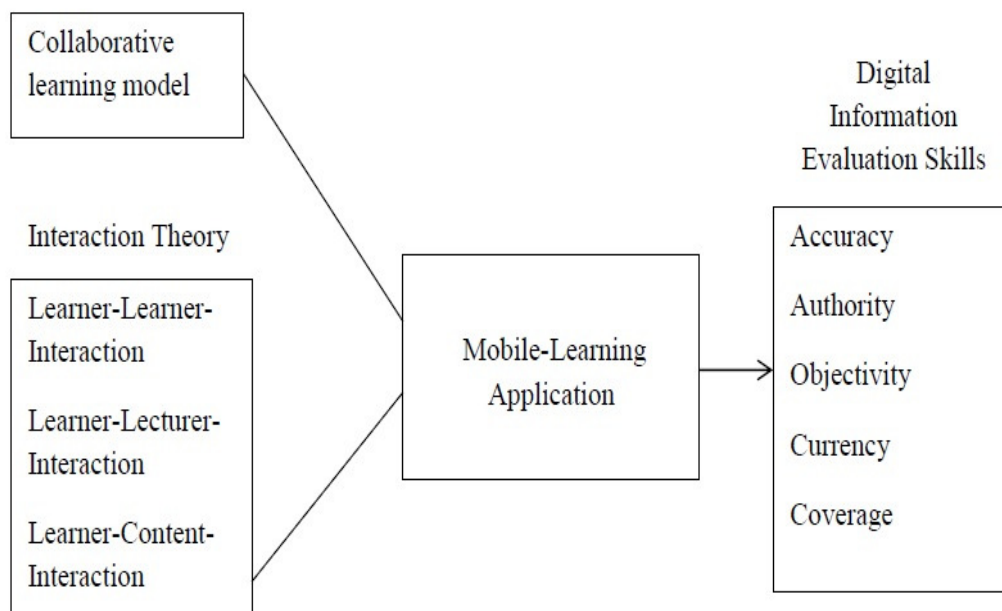 Collaborative
learning model
Interaction Theory
Learner-Learner-
Interaction
Learner-Lecturer-
Interaction
Learner-Content-
Interaction
Mobile-Learning
Application
Digital
Information
Evaluation Skills
Accuracy
Authority
Objectivity
Currency
Coverage